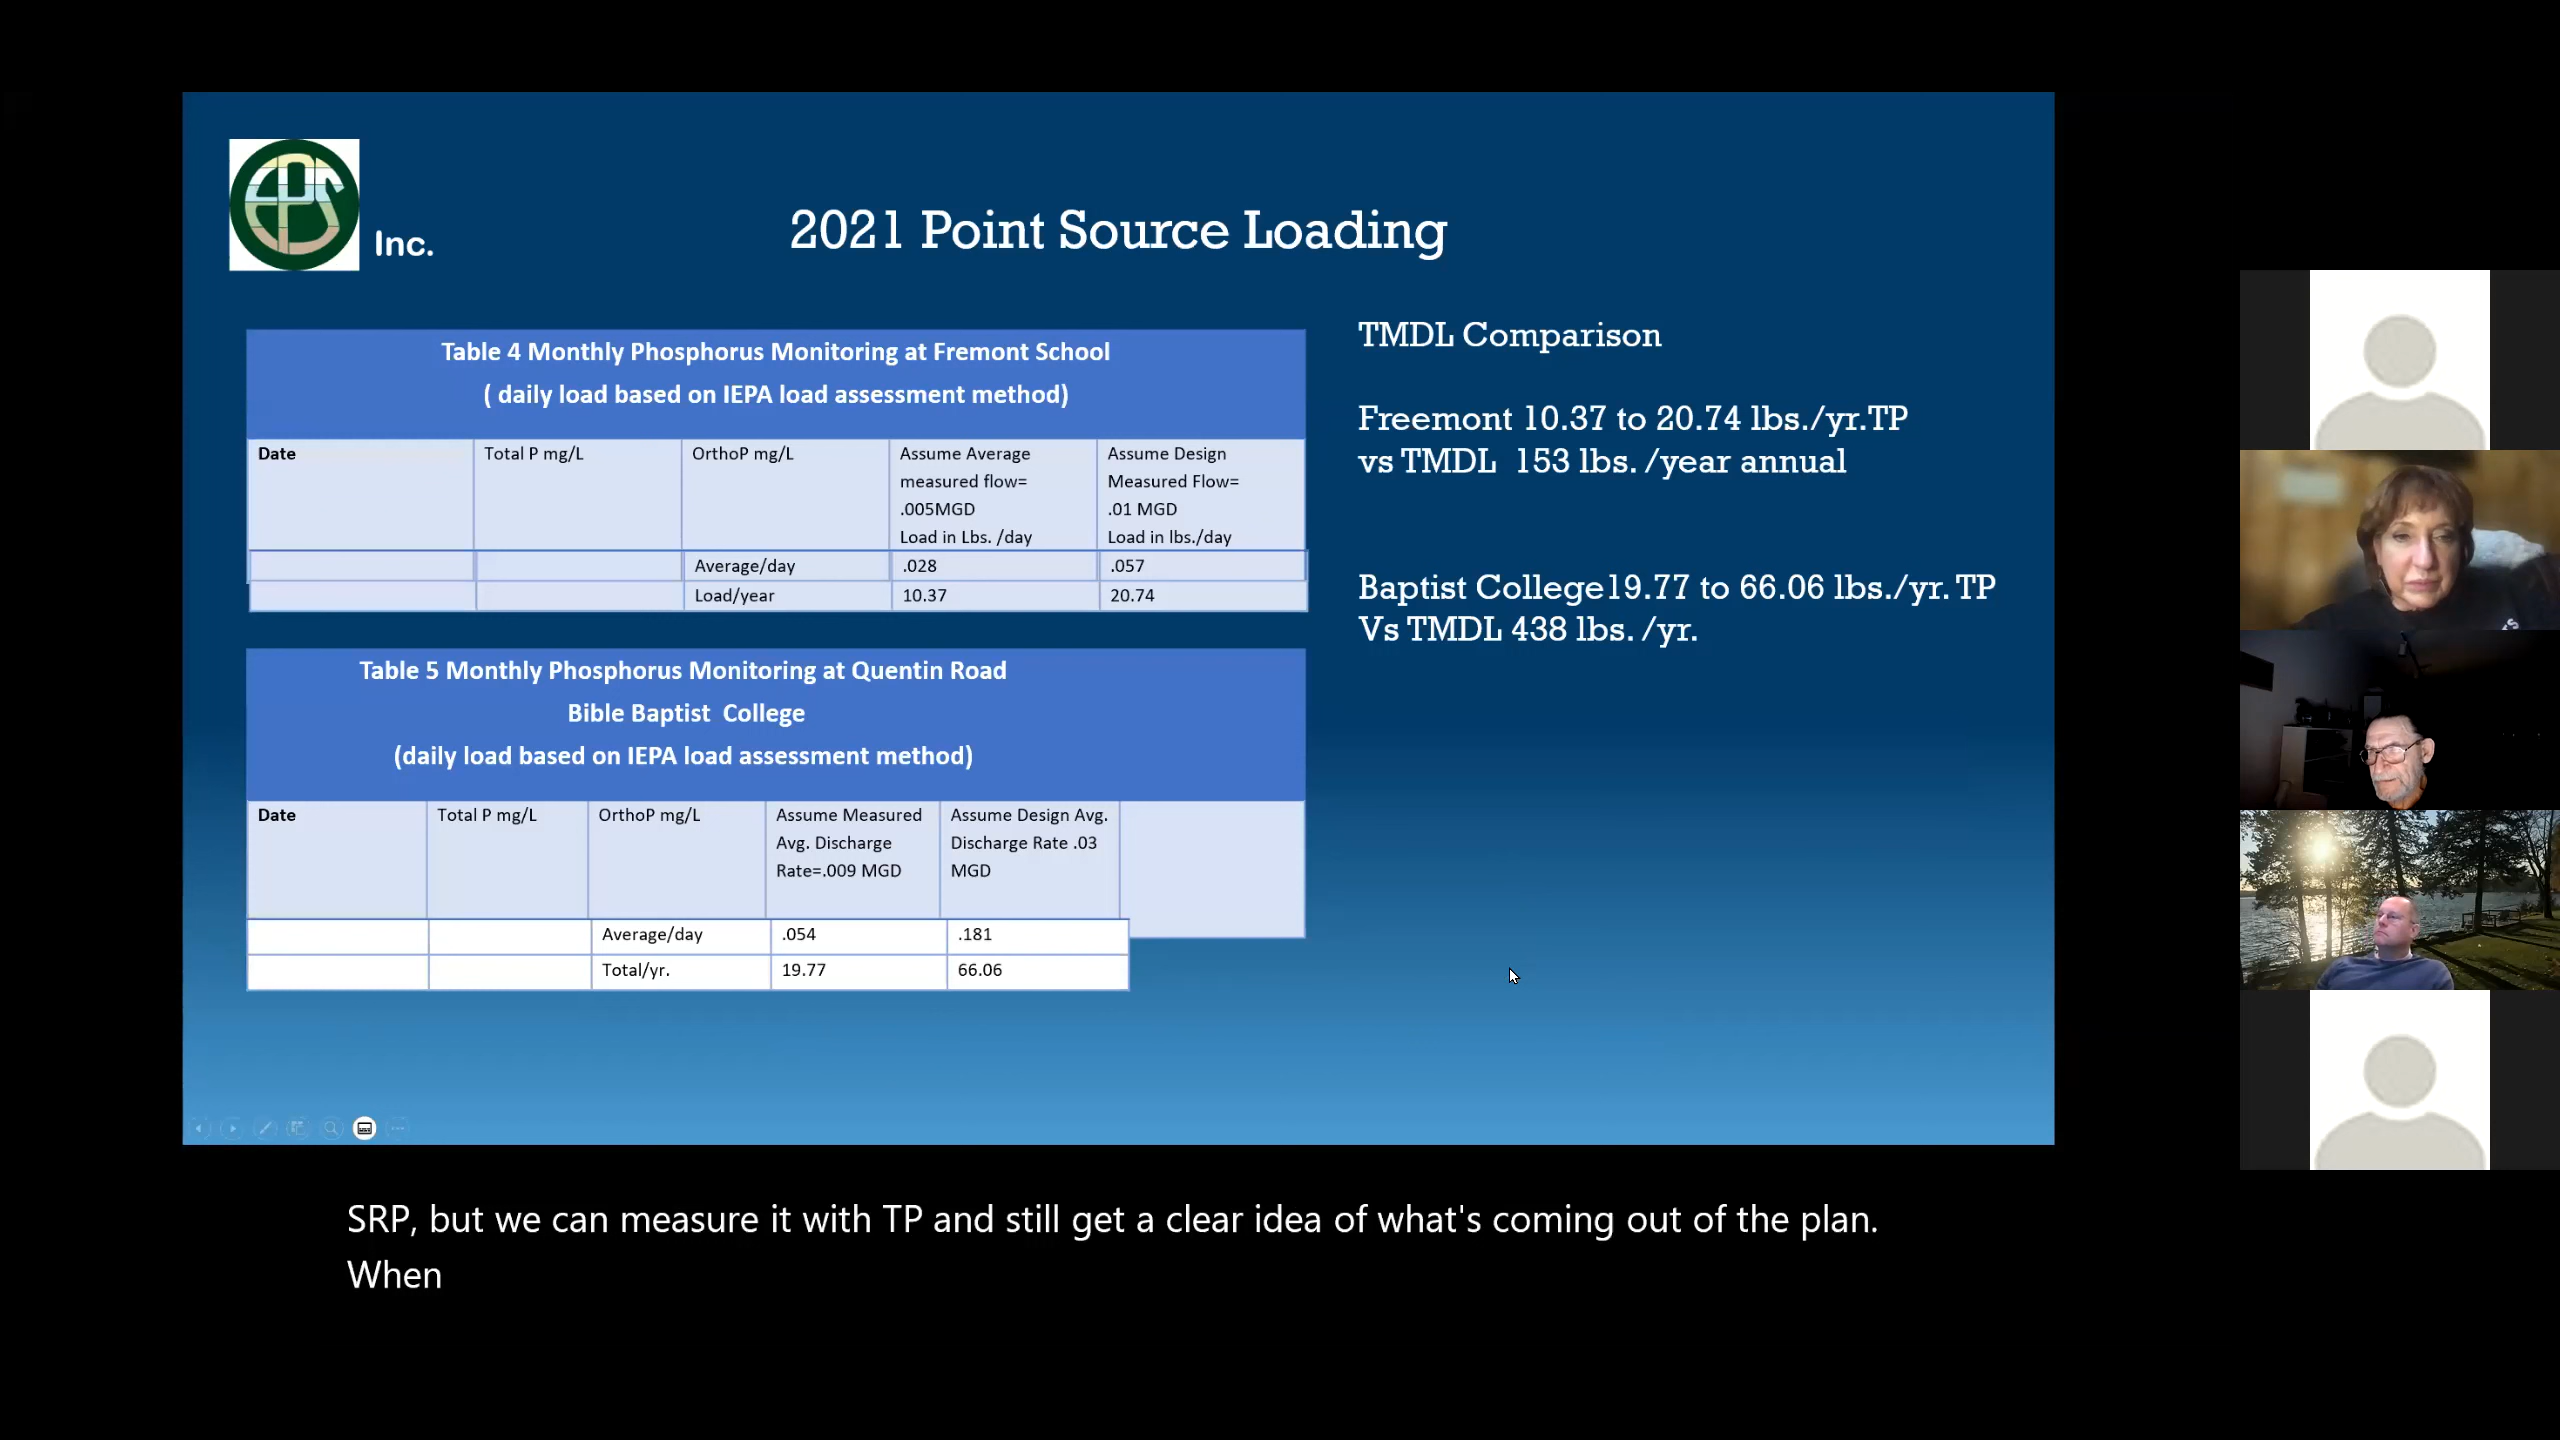 EPS
Inc.
2021 Point Source Loading
Table 4 Monthly Phosphorus Monitoring at Fremont School
( daily load based on IEPA load assessment method)
Date Total P mg/L OrthoP mg/L Assume Average Assume Design
measured flow= Measured Flow=
.005MGD .01 MGD
Load in Lbs. /day Load in lbs./day
Average/day .028 .057
Load/year 10.37 20.74
Table 5 Monthly Phosphorus Monitoring at Quentin Road
Bible Baptist College
(daily load based on IEPA load assessment method)
Date Total P mg/L OrthoP mg/L Assume Measured Assume Design Avg.
Avg. Discharge Discharge Rate .03
Rate=.009 MGD MGD
Average/day .054 .181
Total/yr. 19.77 66.06
TMDL Comparison
Freemont 10.37 to 20.74 lbs./yr.TP
vs TMDL 153 lbs. /year annual
Baptist College19.77 to 66.06 lbs./yr. TP
Vs TMDL 438 lbs. /yr.
SRP, but we can measure it with TP and still get a clear idea of what's coming out of the plan.
When